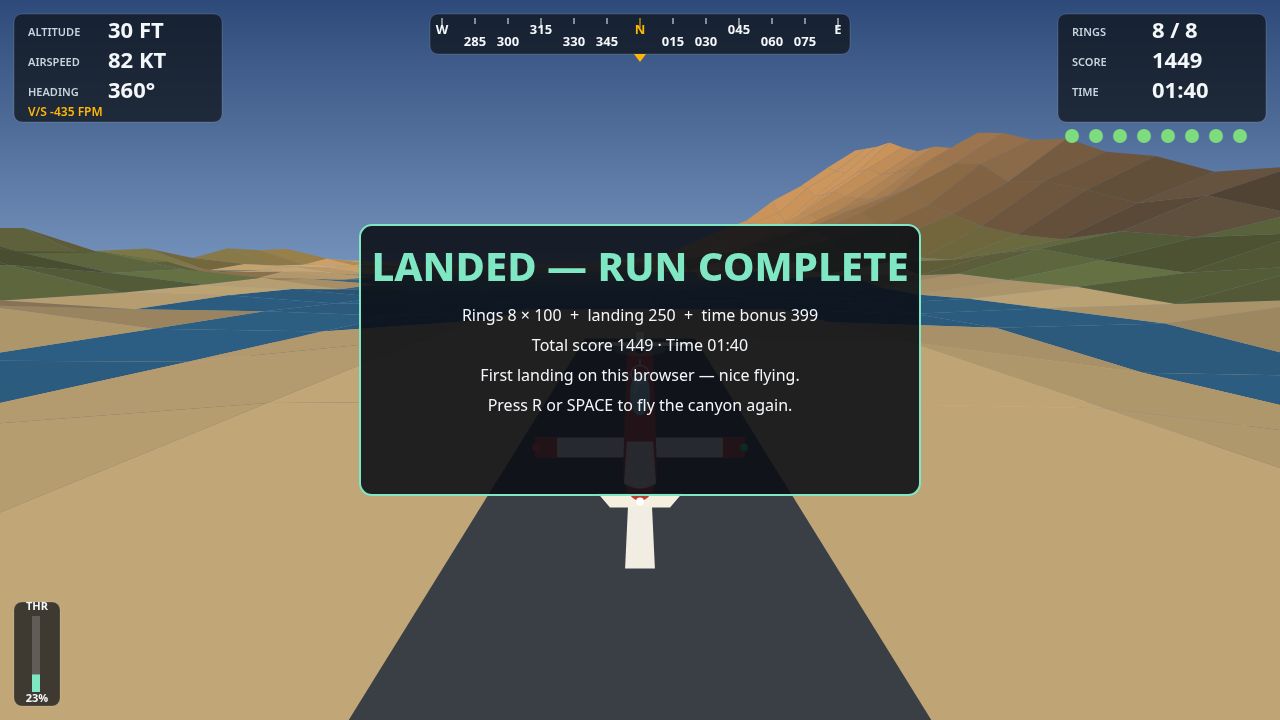 ALTITUDE 30 FT
AIRSPEED 82 KT
HEADING 360°
V/S -435 FPM
W 285 300 315 330 345 N 015 030 045 060 075 E
RINGS 8 / 8
SCORE 1449
TIME 01:40
LANDED — RUN COMPLETE
Rings 8 × 100 + landing 250 + time bonus 399
Total score 1449 · Time 01:40
First landing on this browser — nice flying.
Press R or SPACE to fly the canyon again.
THR
23%